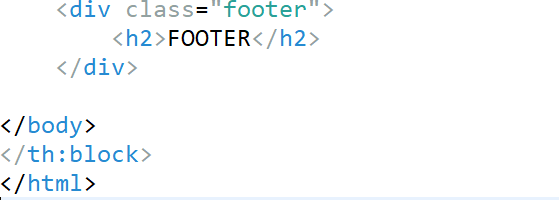 <div class="footer">
<h2>FOOTER</h2>
</div>
</body>
</th:block>
</html>